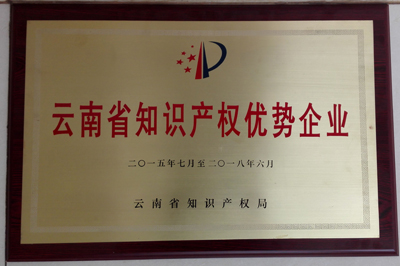 云南省知识产权优势企业
二〇一五年七月至二〇一八年六月
云南省知识产权局